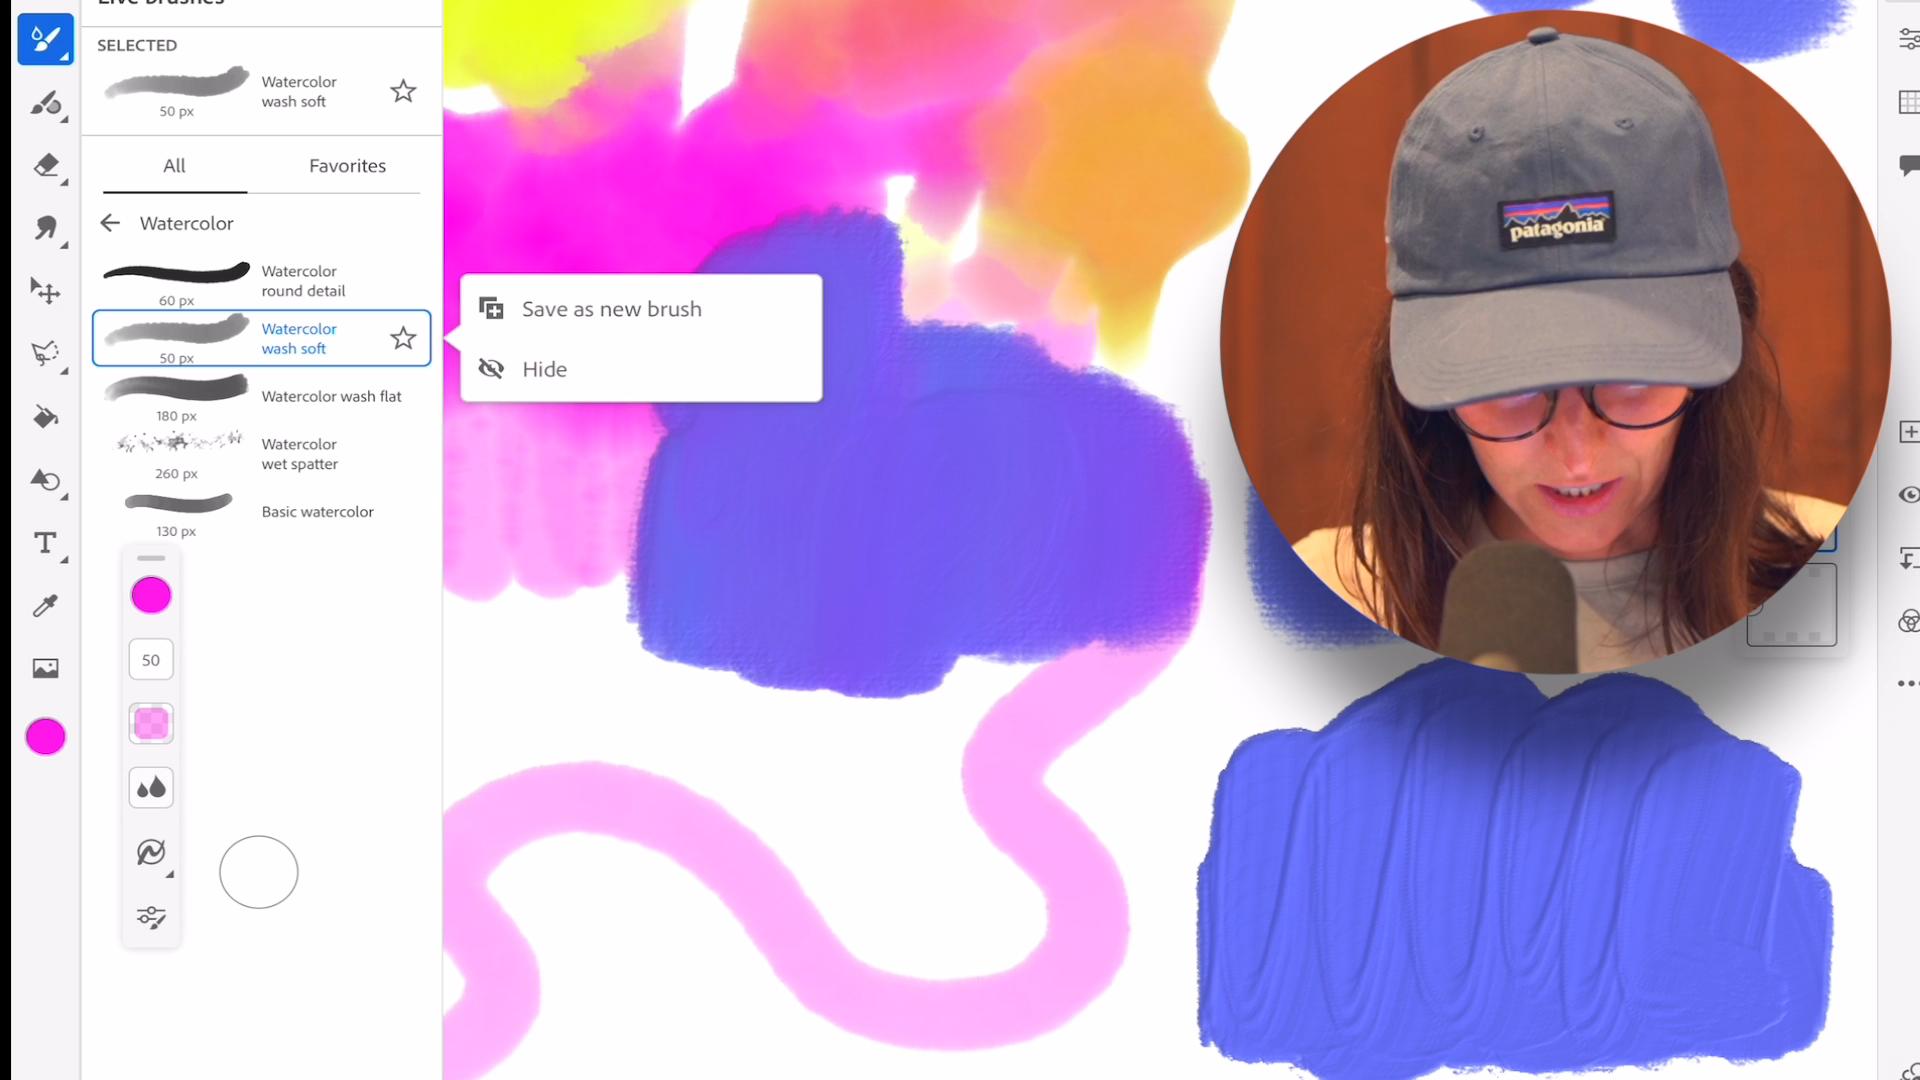 Live Brushes
SELECTED
Watercolor
wash soft
50 px
All
Favorites
Watercolor
Watercolor
round detail
60 px
Watercolor
wash soft
50 px
Watercolor wash flat
180 px
Watercolor
wet spatter
260 px
Basic watercolor
130 px
50
T
Save as new brush
Hide
patagonia